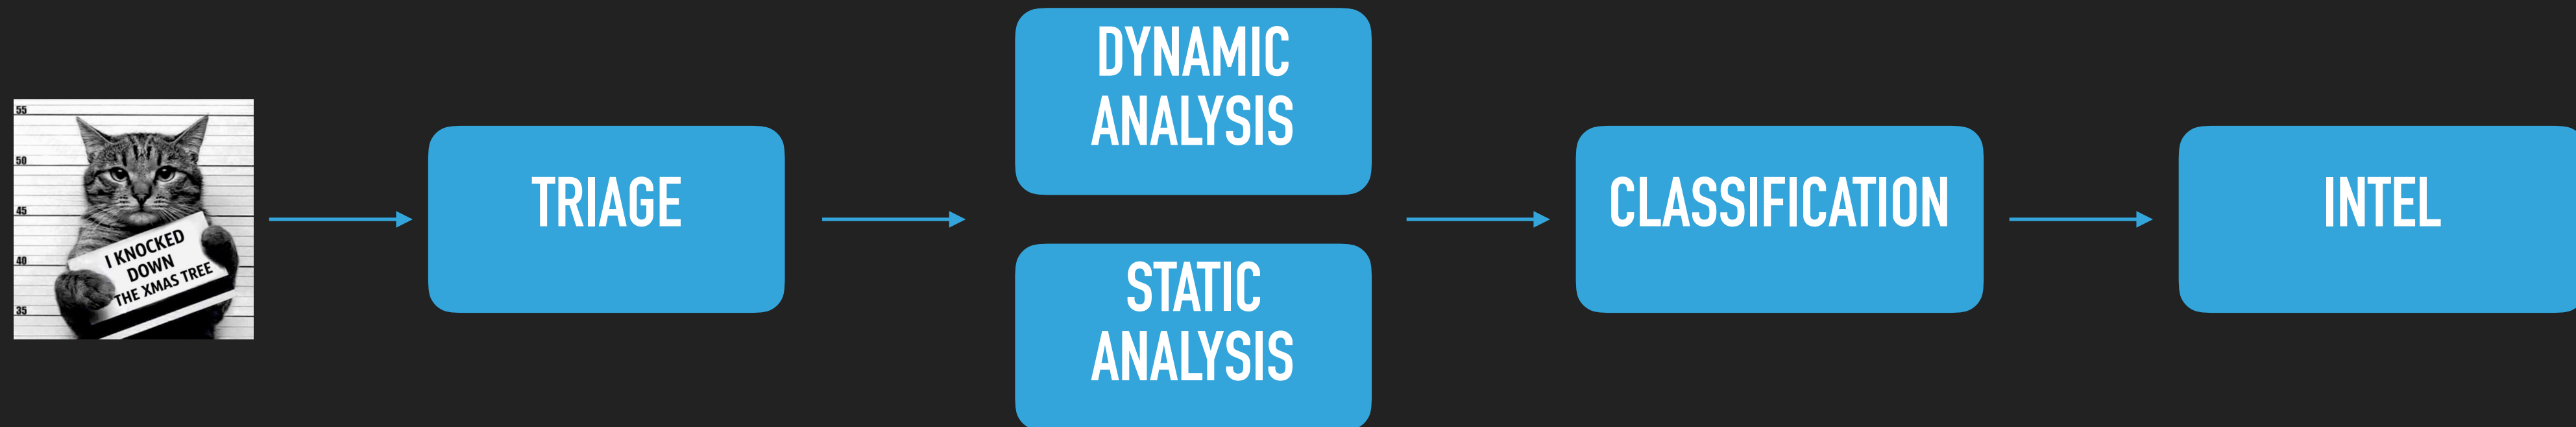 55
50
45
40
35
I KNOCKED
DOWN
THE XMAS TREE
TRIAGE
DYNAMIC
ANALYSIS
STATIC
ANALYSIS
CLASSIFICATION
INTEL